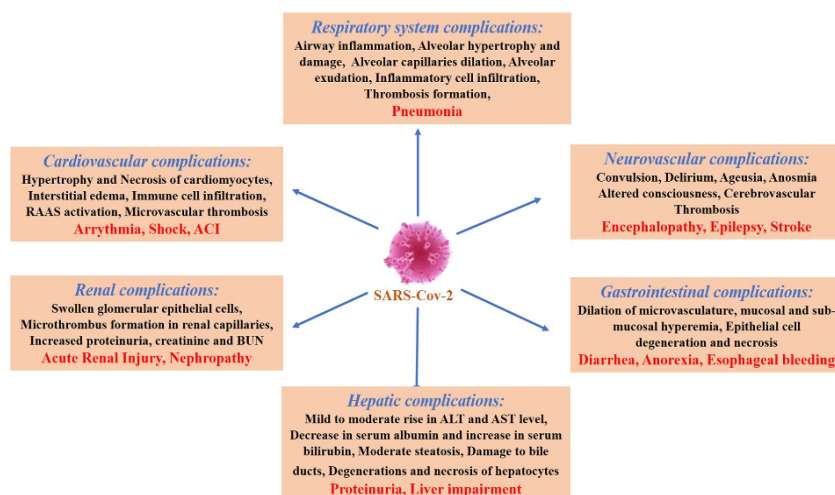 Respiratory system complications:
Airway inflammation, Alveolar hypertrophy and
damage, Alveolar capillaries dilation, Alveolar
exudation, Inflammatory cell infiltration,
Thrombosis formation,
Pneumonia
Cardiovascular complications:
Hypertrophy and Necrosis of cardiomyocytes,
Interstitial edema, Immune cell infiltration,
RAAS activation, Microvascular thrombosis
Arrythmia, Shock, ACI
Neurovascular complications:
Convulsion, Delirium, Ageusia, Anosmia
Altered consciousness, Cerebrovascular
Thrombosis
Encephalopathy, Epilepsy, Stroke
SARS-Cov-2
Renal complications:
Swollen glomerular epithelial cells,
Microthrombus formation in renal capillaries,
Increased proteinuria, creatinine and BUN
Acute Renal Injury, Nephropathy
Gastrointestinal complications:
Dilation of microvasculature, mucosal and sub-
mucosal hyperemia, Epithelial cell
degeneration and necrosis
Diarrhea, Anorexia, Esophageal bleeding
Hepatic complications:
Mild to moderate rise in ALT and AST level,
Decrease in serum albumin and increase in serum
bilirubin, Moderate steatosis, Damage to bile
ducts, Degenerations and necrosis of hepatocytes
Proteinuria, Liver impairment